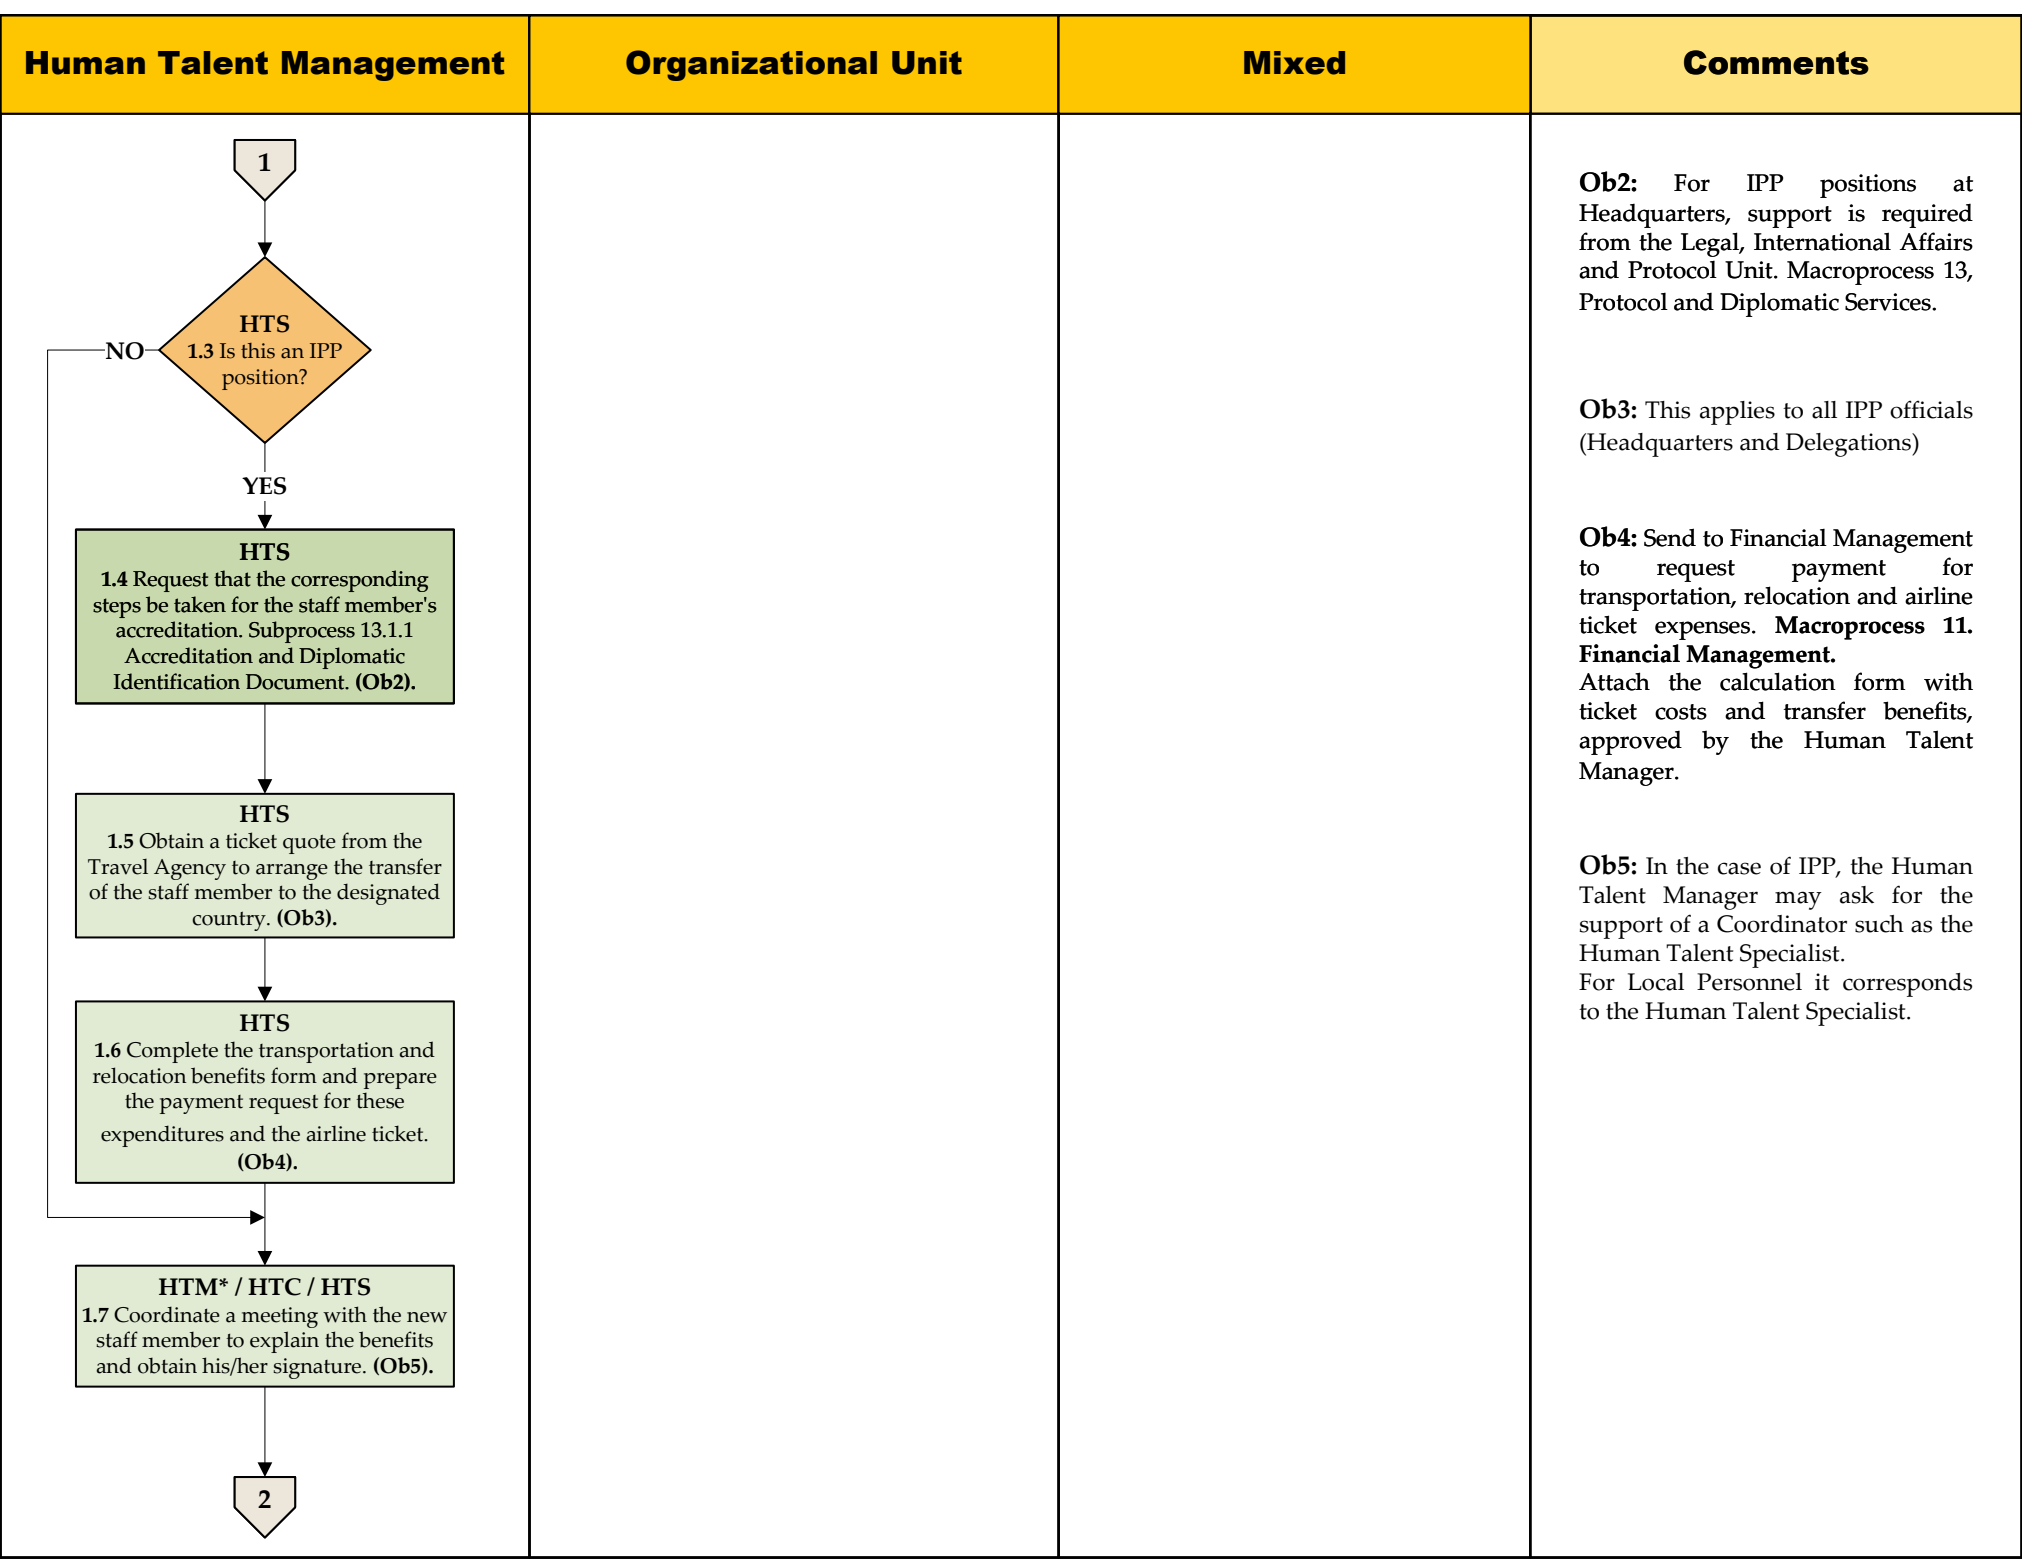 Human Talent Management
Organizational Unit
Mixed
Comments
1
HTS
1.3 Is this an IPP
position?
NO
YES
HTS
1.4 Request that the corresponding
steps be taken for the staff member's
accreditation. Subprocess 13.1.1
Accreditation and Diplomatic
Identification Document. (Ob2).
HTS
1.5 Obtain a ticket quote from the
Travel Agency to arrange the transfer
of the staff member to the designated
country. (Ob3).
HTS
1.6 Complete the transportation and
relocation benefits form and prepare
the payment request for these
expenditures and the airline ticket.
(Ob4).
HTM* / HTC / HTS
1.7 Coordinate a meeting with the new
staff member to explain the benefits
and obtain his/her signature. (Ob5).
2
Ob2: For IPP positions at
Headquarters, support is required
from the Legal, International Affairs
and Protocol Unit. Macroprocess 13,
Protocol and Diplomatic Services.
Ob3: This applies to all IPP officials
(Headquarters and Delegations)
Ob4: Send to Financial Management
to request payment for
transportation, relocation and airline
ticket expenses. Macroprocess 11.
Financial Management.
Attach the calculation form with
ticket costs and transfer benefits,
approved by the Human Talent
Manager.
Ob5: In the case of IPP, the Human
Talent Manager may ask for the
support of a Coordinator such as the
Human Talent Specialist.
For Local Personnel it corresponds
to the Human Talent Specialist.